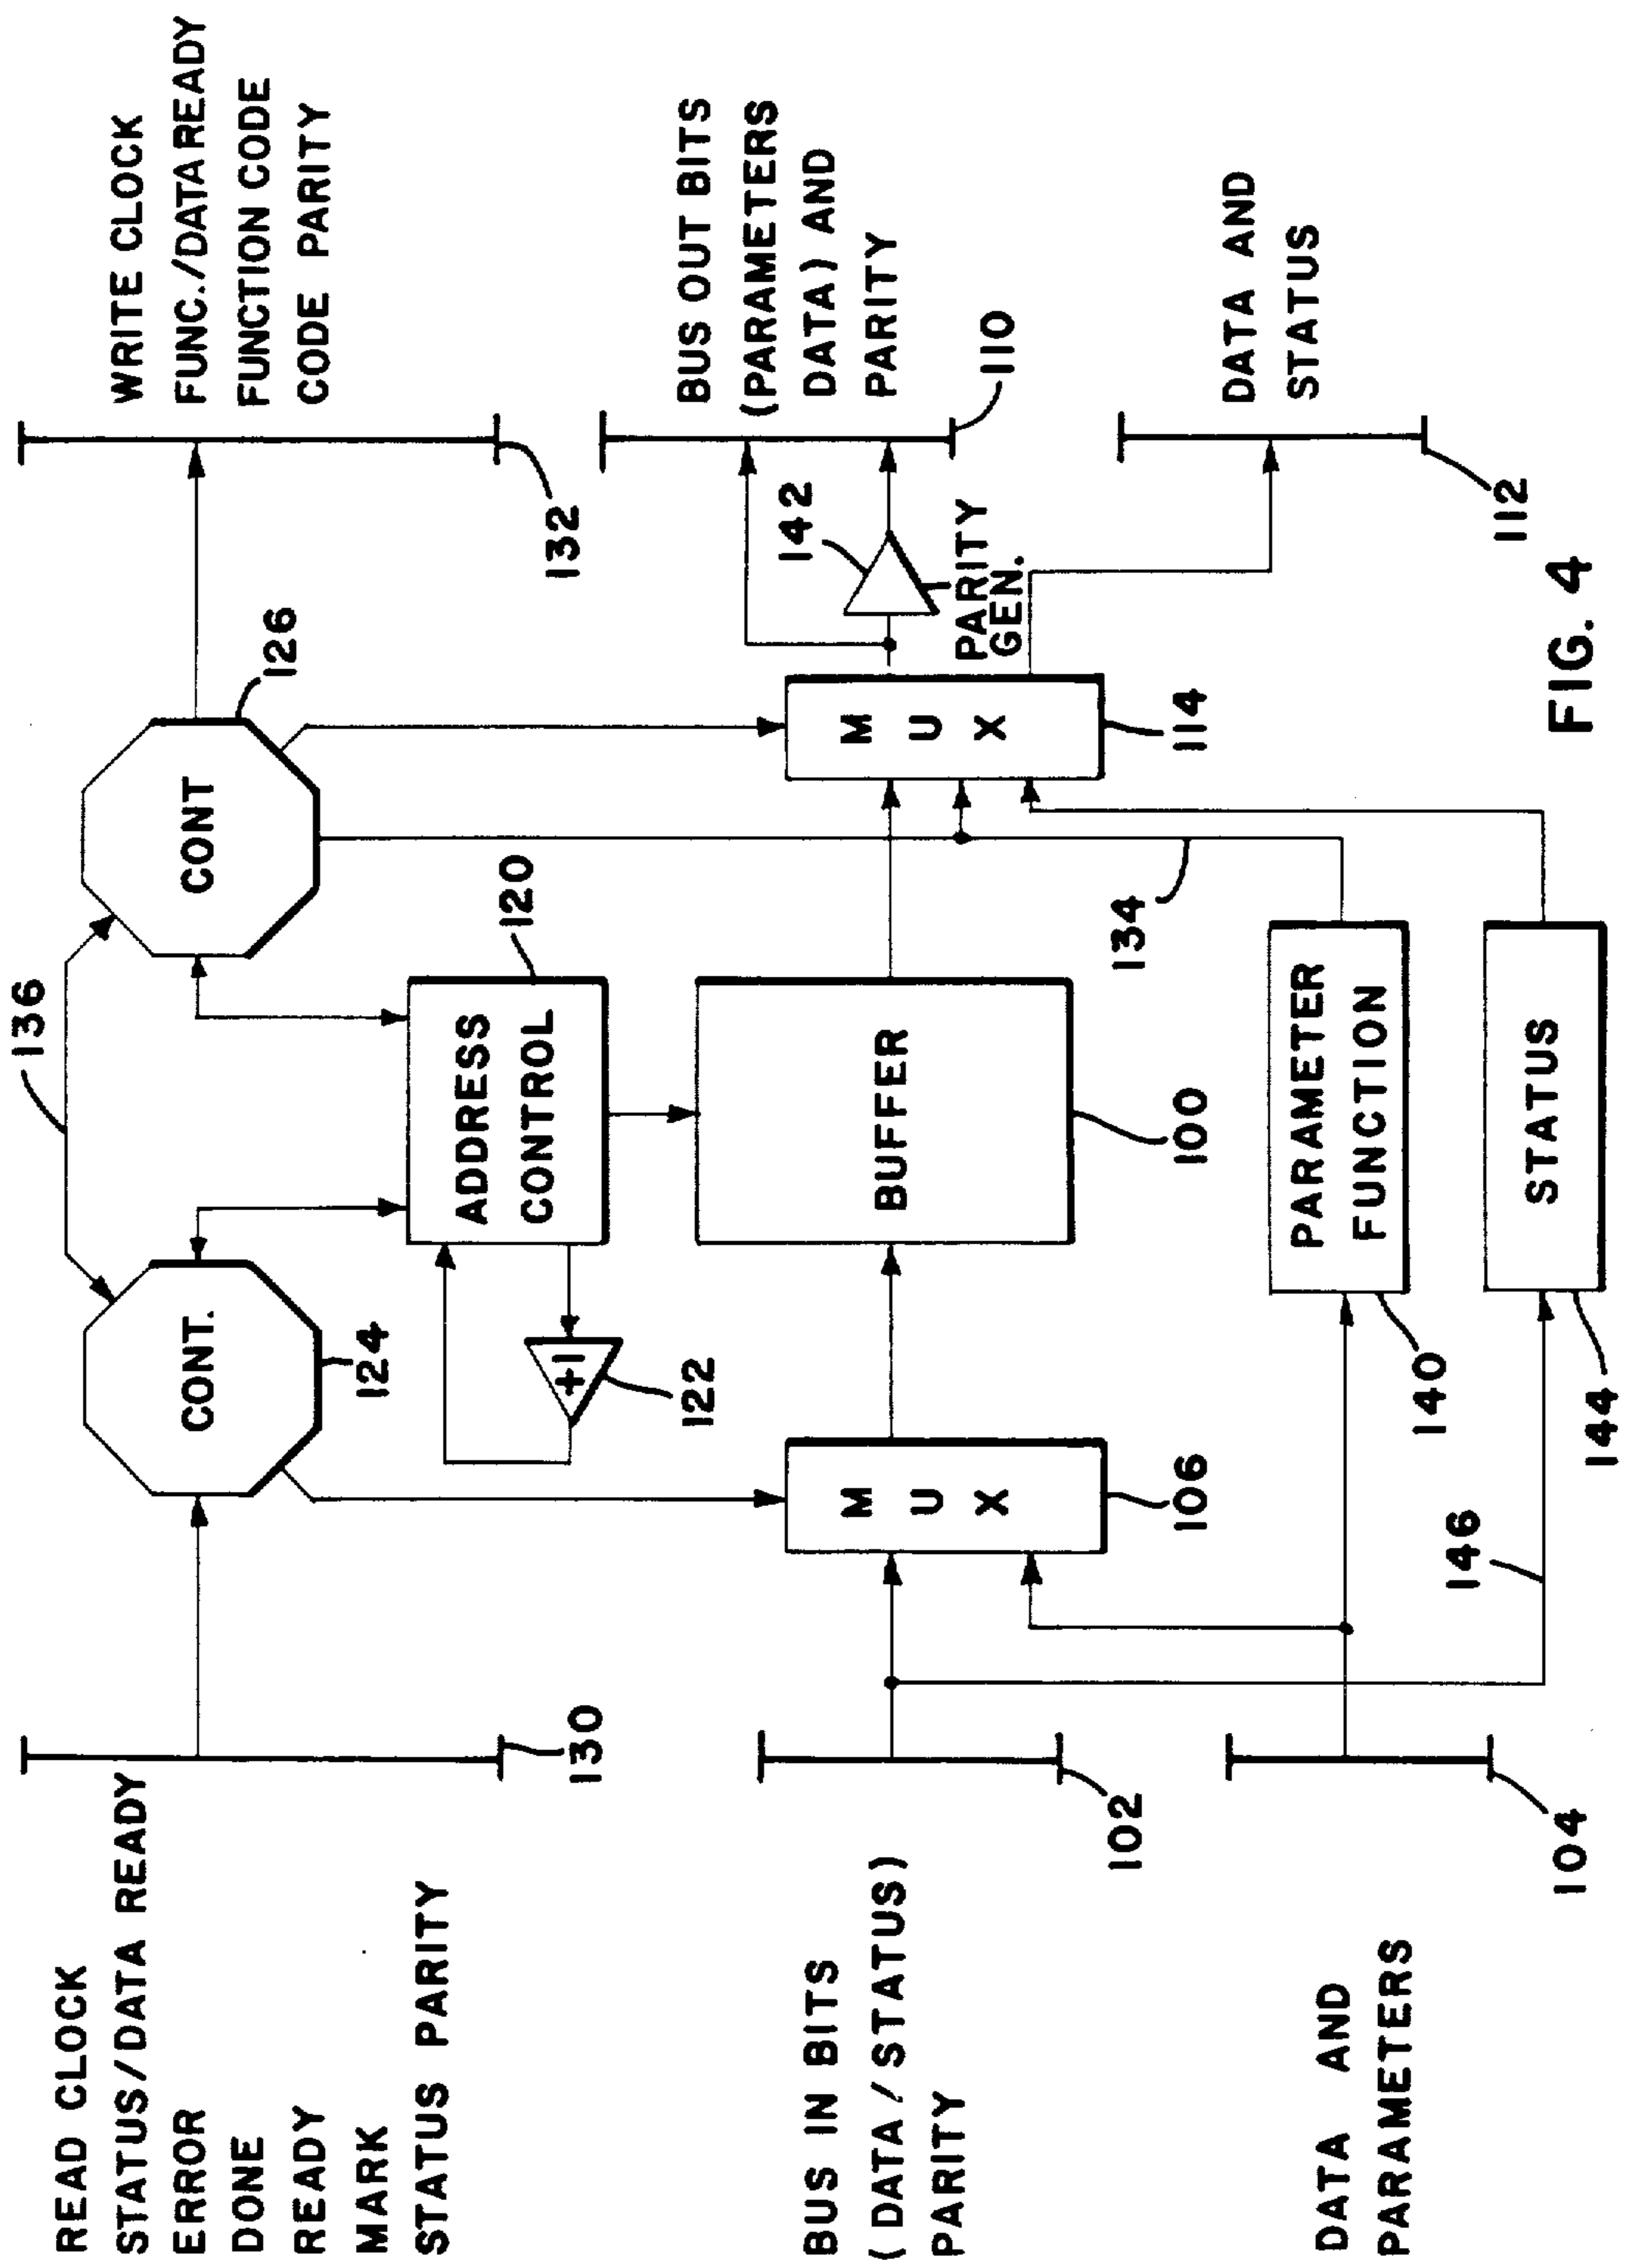 READ CLOCK
STATUS/DATA READY
ERROR
DONE
READY
MARK
STATUS PARITY
130
CONT.
124
136
CONT
126
132
WRITE CLOCK
FUNC./DATA READY
FUNCTION CODE
CODE PARITY
ADDRESS
CONTROL
120
+1
122
BUS IN BITS
(DATA/STATUS)
PARITY
102
M
U
X
106
BUFFER
100
M
U
X
114
142
PARITY
GEN.
110
BUS OUT BITS
(PARAMETERS
DATA) AND
PARITY
134
112
DATA AND
STATUS
DATA AND
PARAMETERS
104
140
PARAMETER
FUNCTION
146
144
STATUS
FIG. 4